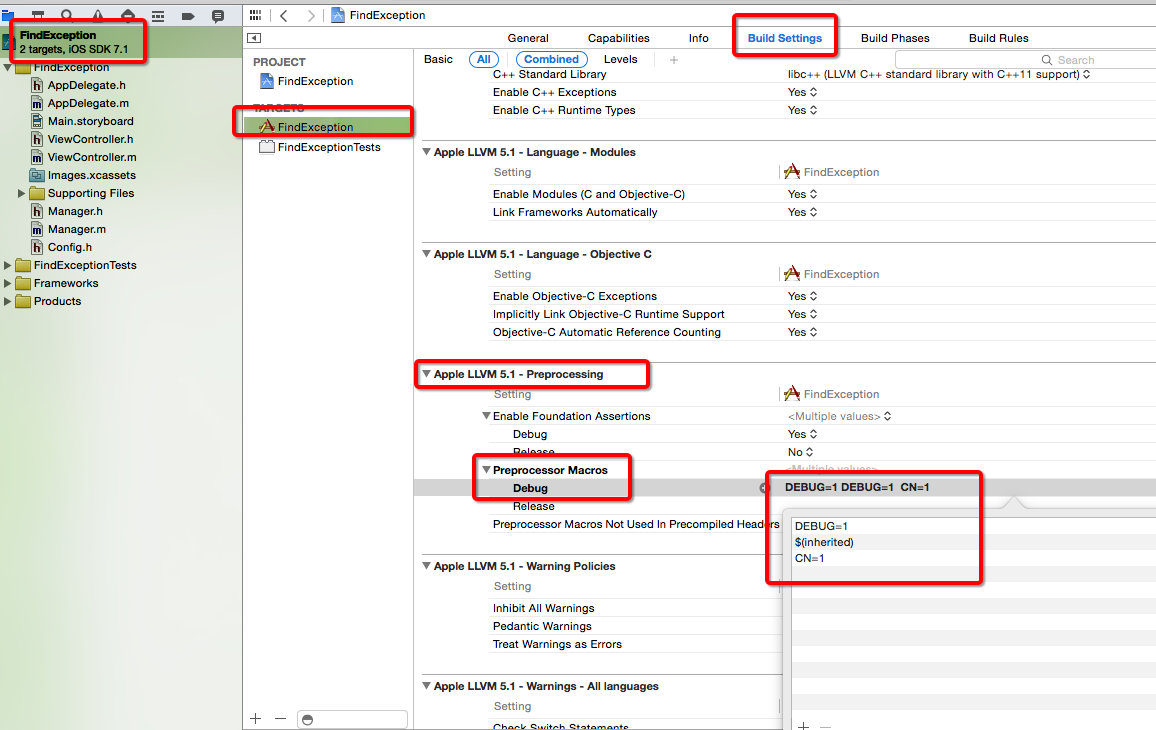 FindException
FindException
2 targets, iOS SDK 7.1
FindException
AppDelegate.h
AppDelegate.m
Main.storyboard
ViewController.h
ViewController.m
Images.xcassets
Supporting Files
Manager.h
Manager.m
Config.h
FindExceptionTests
Frameworks
Products
PROJECT
FindException
TARGETS
FindException
FindExceptionTests
General Capabilities Info Build Settings Build Phases Build Rules
Basic All Combined Levels + Search
C++ Standard Library libc++ (LLVM C++ standard library with C++11 support)
Enable C++ Exceptions Yes
Enable C++ Runtime Types Yes
Apple LLVM 5.1 - Language - Modules
Setting FindException
Enable Modules (C and Objective-C) Yes
Link Frameworks Automatically Yes
Apple LLVM 5.1 - Language - Objective C
Setting FindException
Enable Objective-C Exceptions Yes
Implicitly Link Objective-C Runtime Support Yes
Objective-C Automatic Reference Counting Yes
Apple LLVM 5.1 - Preprocessing
Setting FindException
Enable Foundation Assertions <Multiple values>
Debug Yes
Release No
Preprocessor Macros <Multiple values>
Debug DEBUG=1 DEBUG=1 CN=1
Release
Preprocessor Macros Not Used In Precompiled Headers
DEBUG=1
$(inherited)
CN=1
Apple LLVM 5.1 - Warning Policies
Setting
Inhibit All Warnings
Pedantic Warnings
Treat Warnings as Errors
Apple LLVM 5.1 - Warnings - All languages
Setting
Check Switch Statements